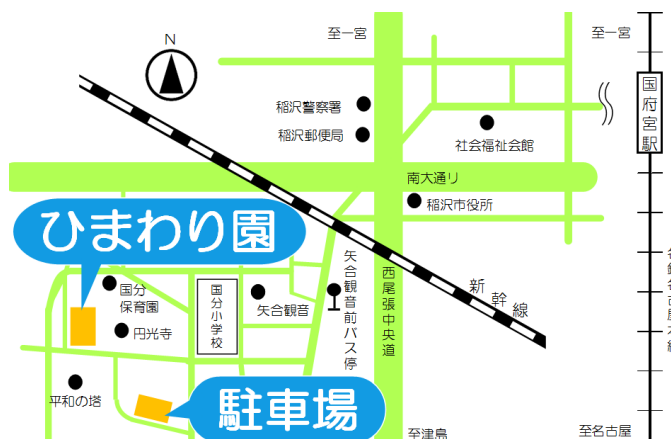 N
至一宮
至一宮
国府宮駅
稲沢警察署
稲沢郵便局
社会福祉会館
南大通り
稲沢市役所
ひまわり園
国分
保育園
円光寺
国分小学校
矢合観音
矢合観音前バス停
西尾張中央道
新幹線
平和の塔
駐車場
至津島
至名古屋